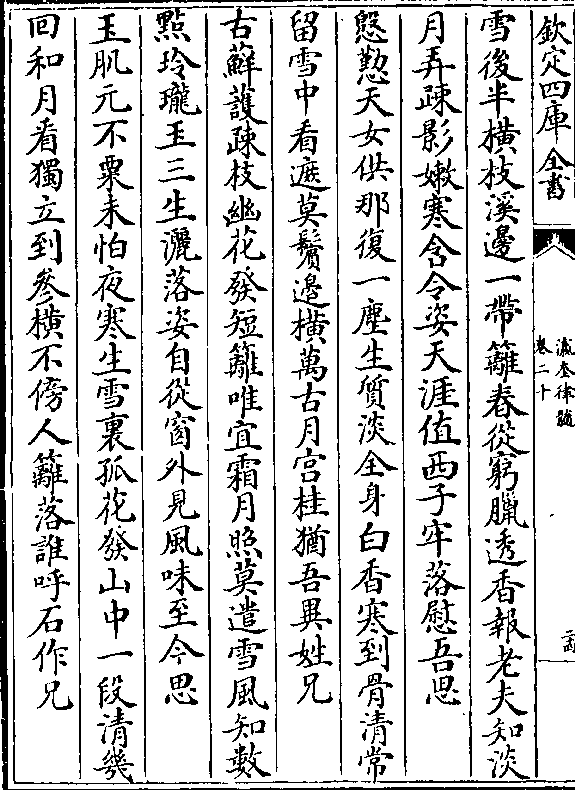 欽定四庫全書
瀛奎律髓
卷二十
雪後半橫枝溪邊一帶籬春從窮臘透香報老夫知淡
月弄疎影嫩寒含令姿天涯值西子牢落慰吾思
慇懃天女供那復一塵生質淡全身白香寒到骨清常
留雪中看遮莫鬢邊橫萬古月宮桂猶吾異姓兄
古蘚護疎枝幽花發短籬唯宜霜月照莫遣雪風知數
點玲瓏玉三生灑落姿自從窗外見風味至今思
玉肌元不粟未怕夜寒生雪裏孤花發山中一段清幾
回和月看獨立到參橫不傍人籬落誰呼石作兄